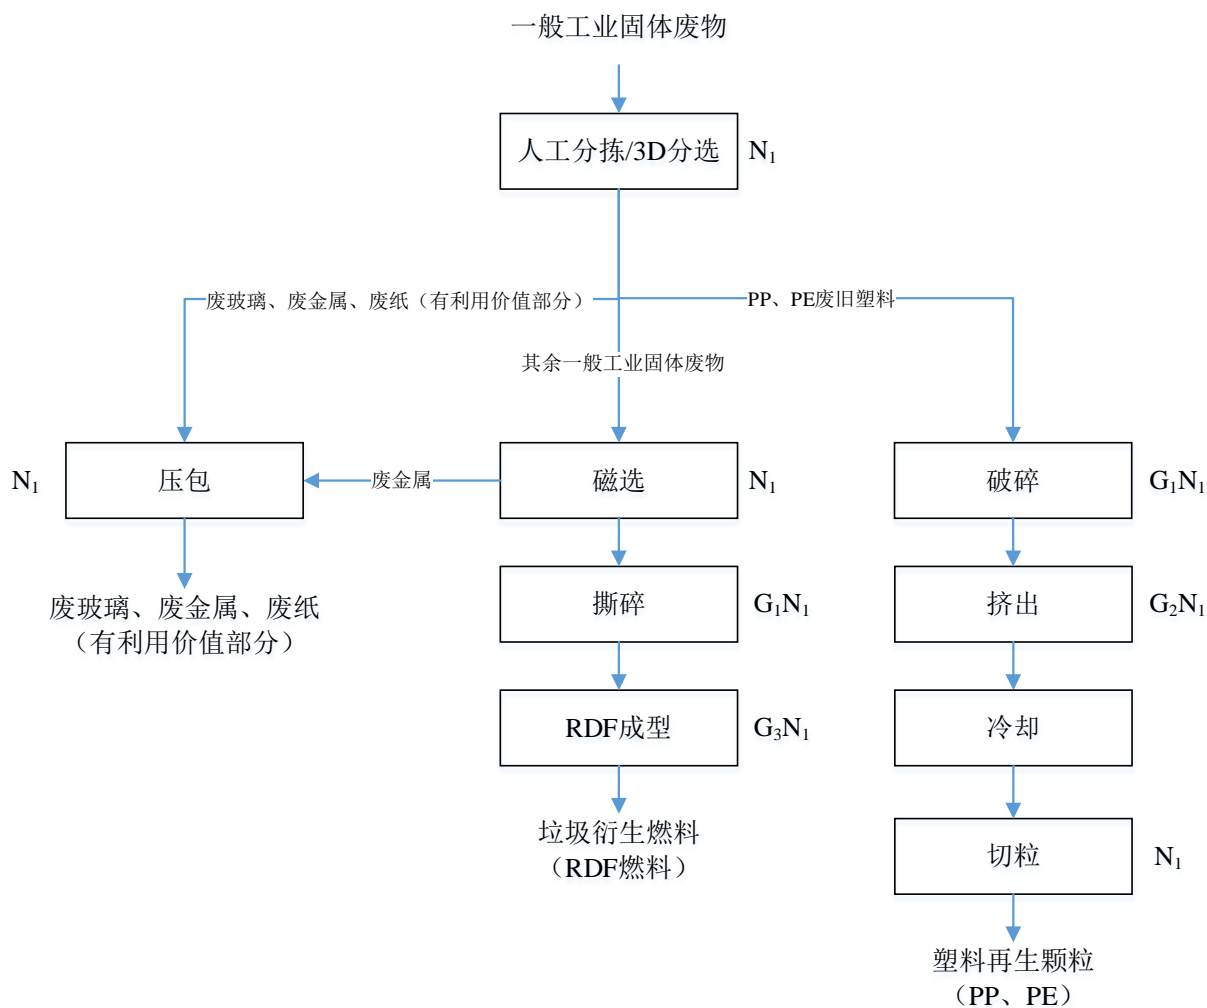 一般工业固体废物
人工分拣/3D分选
N₁
废玻璃、废金属、废纸（有利用价值部分）
PP、PE废旧塑料
其余一般工业固体废物
N₁
压包
废金属
磁选
N₁
破碎
G₁N₁
废玻璃、废金属、废纸
（有利用价值部分）
撕碎
G₁N₁
挤出
G₂N₁
RDF成型
G₃N₁
冷却
垃圾衍生燃料
（RDF燃料）
切粒
N₁
塑料再生颗粒
（PP、PE）